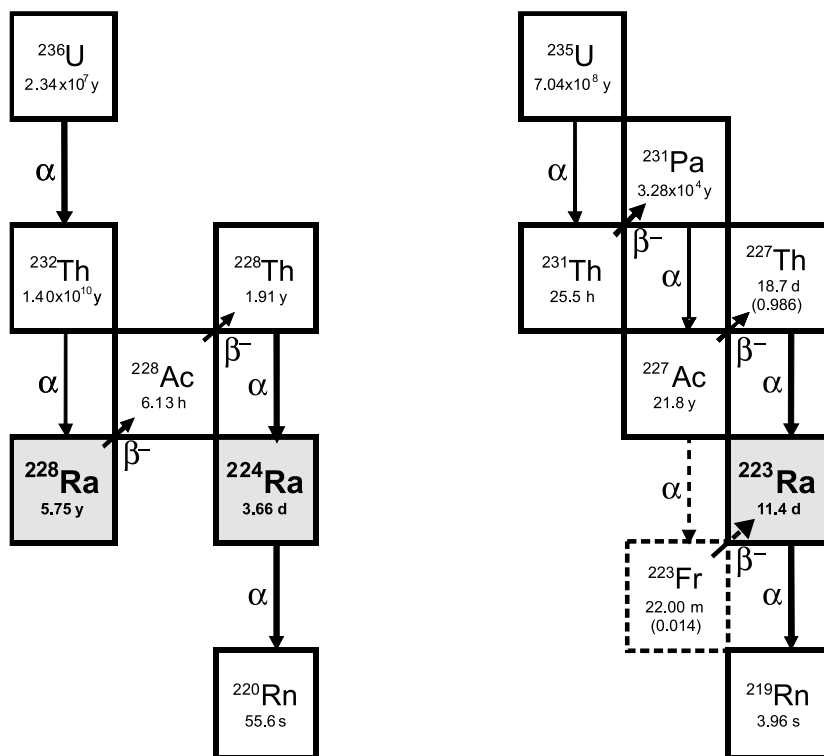 ²³⁶U
2.34x10⁷ y
α
²³²Th
1.40x10¹⁰ y
α
²²⁸Ra
5.75 y
β⁻
²²⁸Ac
6.13 h
β⁻
²²⁸Th
1.91 y
α
²²⁴Ra
3.66 d
α
²²⁰Rn
55.6 s
²³⁵U
7.04x10⁸ y
α
²³¹Th
25.5 h
β⁻
²³¹Pa
3.28x10⁴ y
α
²²⁷Ac
21.8 y
β⁻
²²⁷Th
18.7 d
(0.986)
α
α
²²³Fr
22.00 m
(0.014)
β⁻
²²³Ra
11.4 d
α
²¹⁹Rn
3.96 s